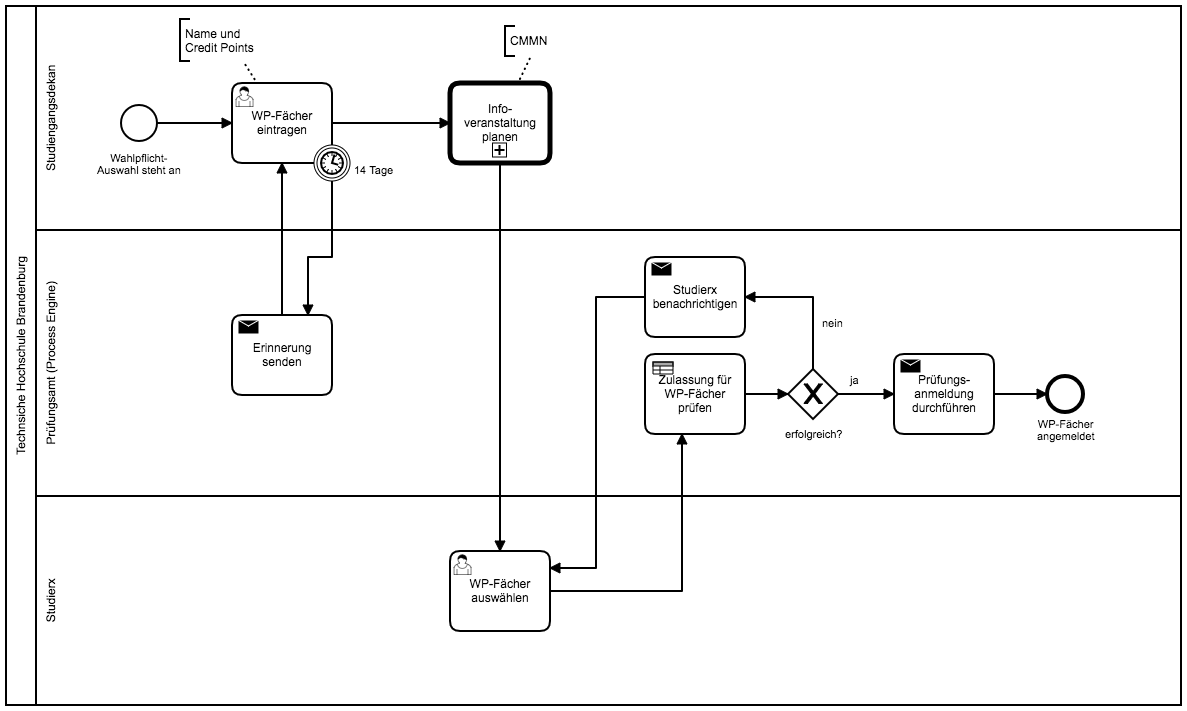 Technsiche Hochschule Brandenburg
Studiengangsdekan
Name und
Credit Points
CMMN
WP-Fächer
eintragen
Info-
veranstaltung
planen
Wahlpflicht-
Auswahl steht an
14 Tage
Prüfungsamt (Process Engine)
Studierx
benachrichtigen
nein
Erinnerung
senden
Zulassung für
WP-Fächer
prüfen
ja
Prüfungs-
anmeldung
durchführen
erfolgreich?
WP-Fächer
angemeldet
Studierx
WP-Fächer
auswählen